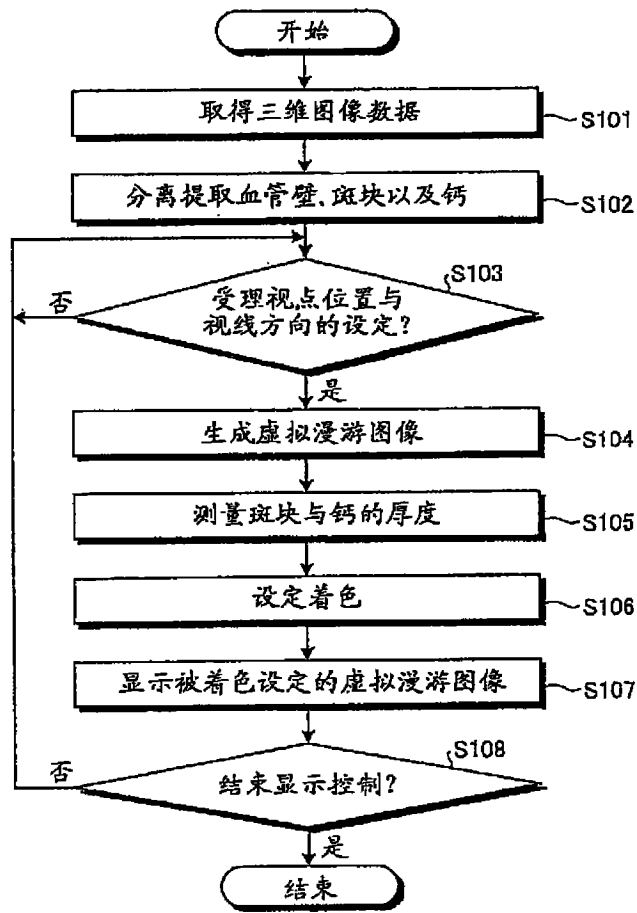 开始
取得三维图像数据
S101
分离提取血管壁、斑块以及钙
S102
S103
否
受理视点位置与
视线方向的设定?
是
生成虚拟漫游图像
S104
测量斑块与钙的厚度
S105
设定着色
S106
显示被着色设定的虚拟漫游图像
S107
S108
否
结束显示控制?
是
结束